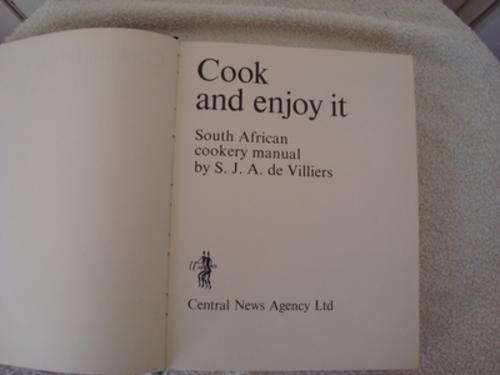 Cook
and enjoy it
South African
cookery manual
by S. J. A. de Villiers
Central News Agency Ltd